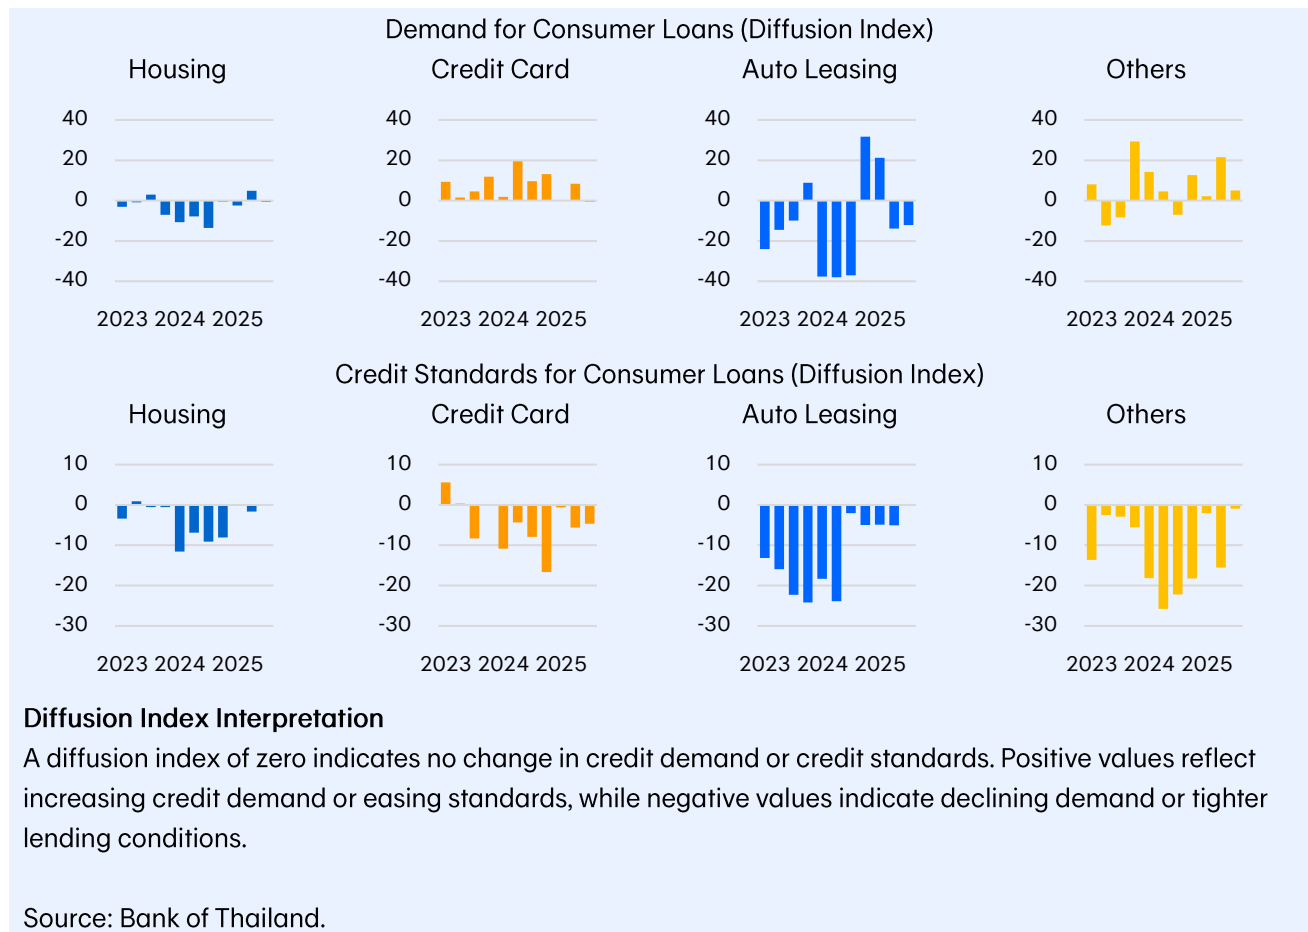 Demand for Consumer Loans (Diffusion Index)
Housing Credit Card Auto Leasing Others
40 40 40 40
20 20 20 20
0 0 0 0
-20 -20 -20 -20
-40 -40 -40 -40
2023 2024 2025 2023 2024 2025 2023 2024 2025 2023 2024 2025
Credit Standards for Consumer Loans (Diffusion Index)
Housing Credit Card Auto Leasing Others
10 10 10 10
0 0 0 0
-10 -10 -10 -10
-20 -20 -20 -20
-30 -30 -30 -30
2023 2024 2025 2023 2024 2025 2023 2024 2025 2023 2024 2025
Diffusion Index Interpretation
A diffusion index of zero indicates no change in credit demand or credit standards. Positive values reflect
increasing credit demand or easing standards, while negative values indicate declining demand or tighter
lending conditions.
Source: Bank of Thailand.